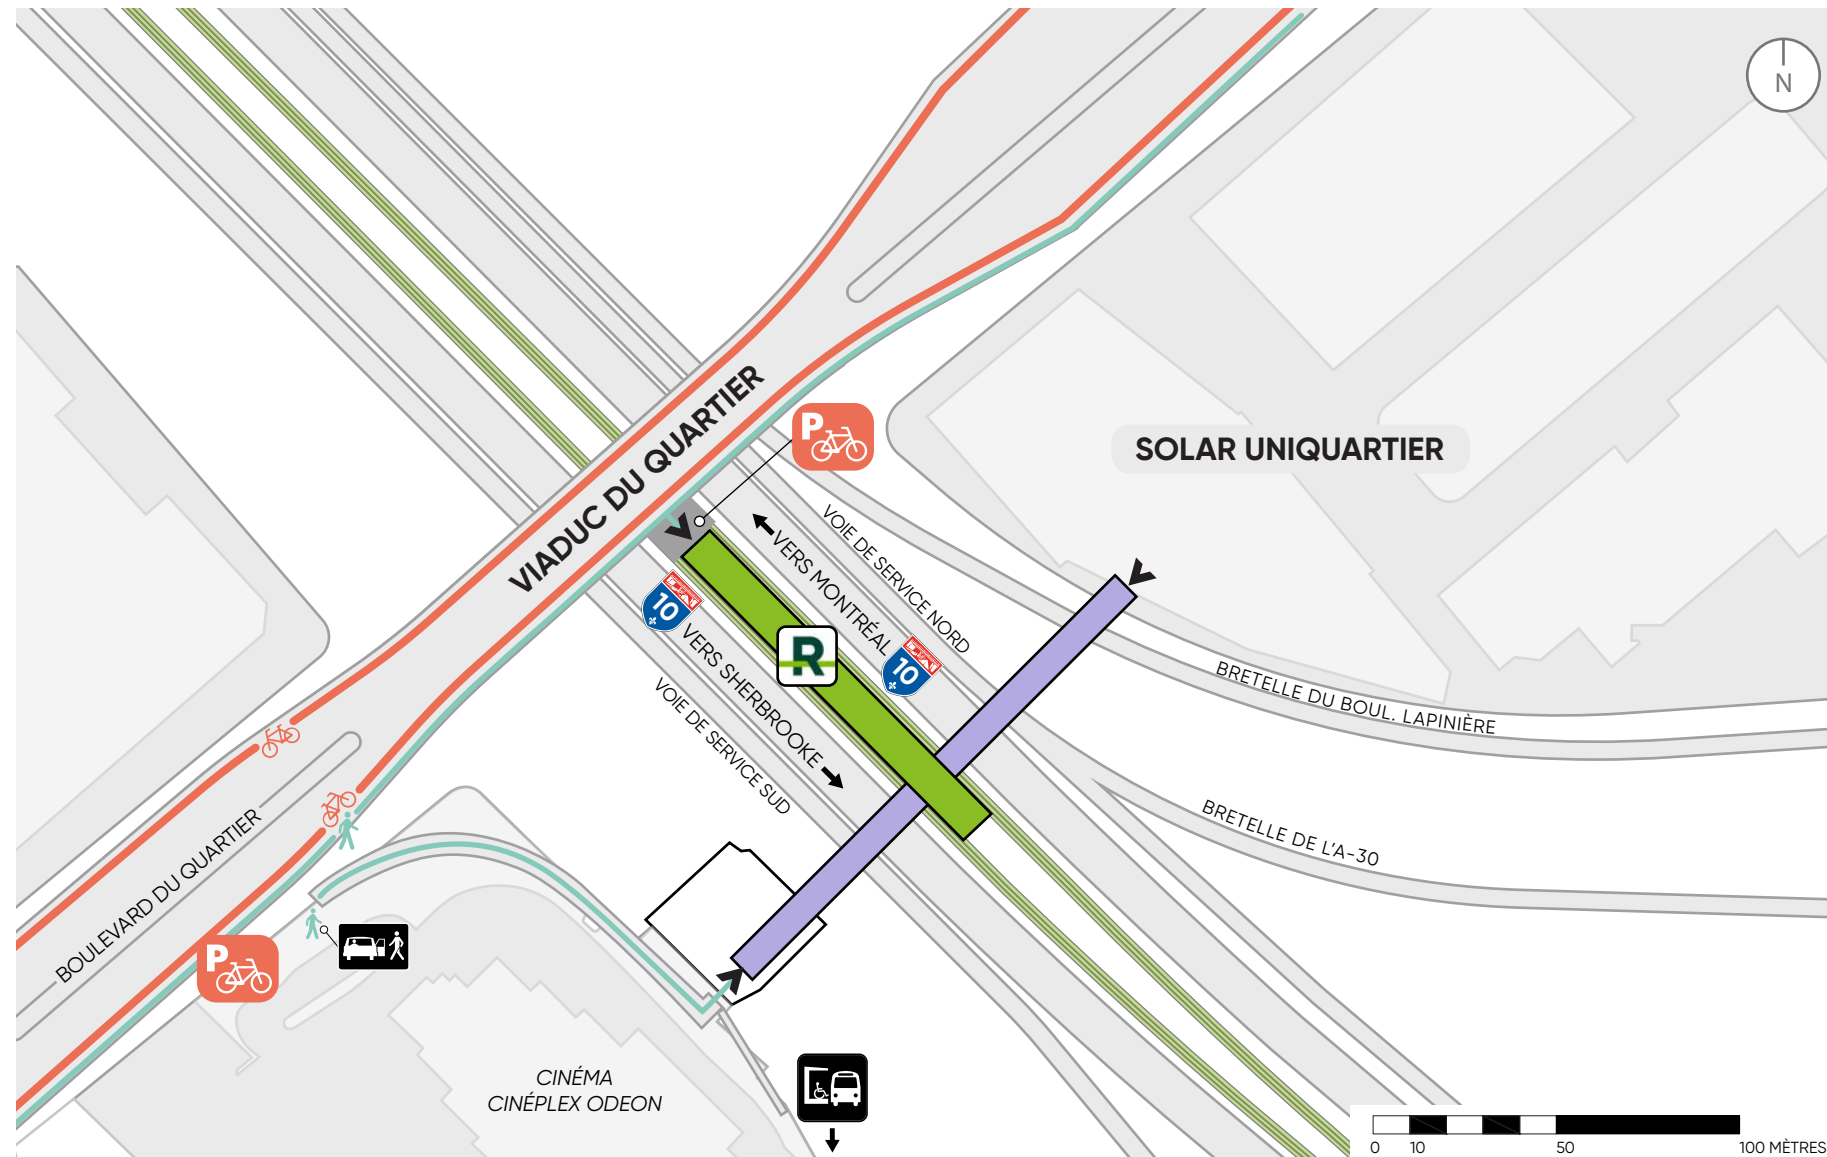 N
VIADUC DU QUARTIER
P
SOLAR UNIQUARTIER
VOIE DE SERVICE NORD
VERS MONTRÉAL
10
10
R
VERS SHERBROOKE
VOIE DE SERVICE SUD
BRETELLE DU BOUL. LAPINIÈRE
BRETELLE DE L'A-30
BOULEVARD DU QUARTIER
P
CINÉMA
CINÉPLEX ODEON
0 10 50 100 MÈTRES